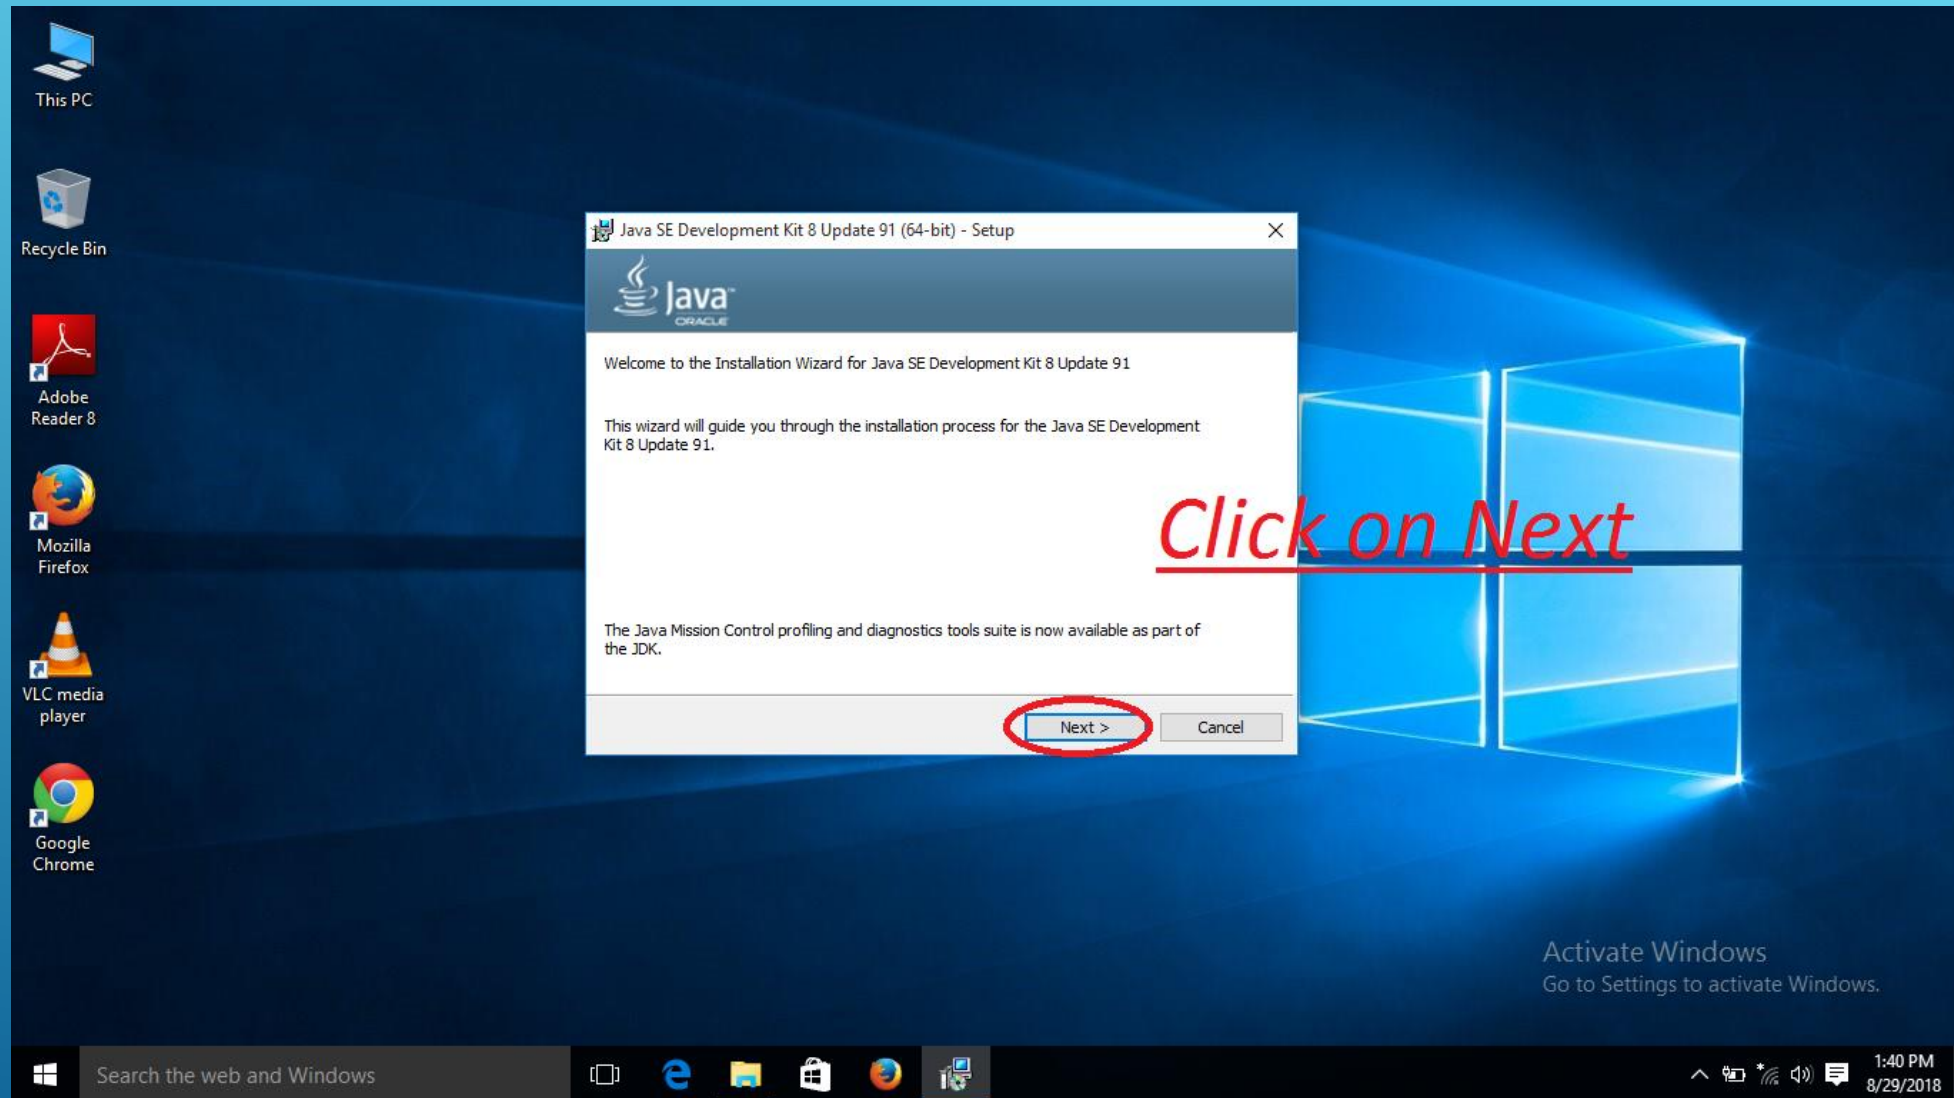 This PC
Recycle Bin
Adobe
Reader 8
Mozilla
Firefox
VLC media
player
Google
Chrome
Java SE Development Kit 8 Update 91 (64-bit) - Setup
Java™
ORACLE
Welcome to the Installation Wizard for Java SE Development Kit 8 Update 91
This wizard will guide you through the installation process for the Java SE Development
Kit 8 Update 91.
Click on Next
The Java Mission Control profiling and diagnostics tools suite is now available as part of
the JDK.
Next >
Cancel
Activate Windows
Go to Settings to activate Windows.
Search the web and Windows
1:40 PM
8/29/2018